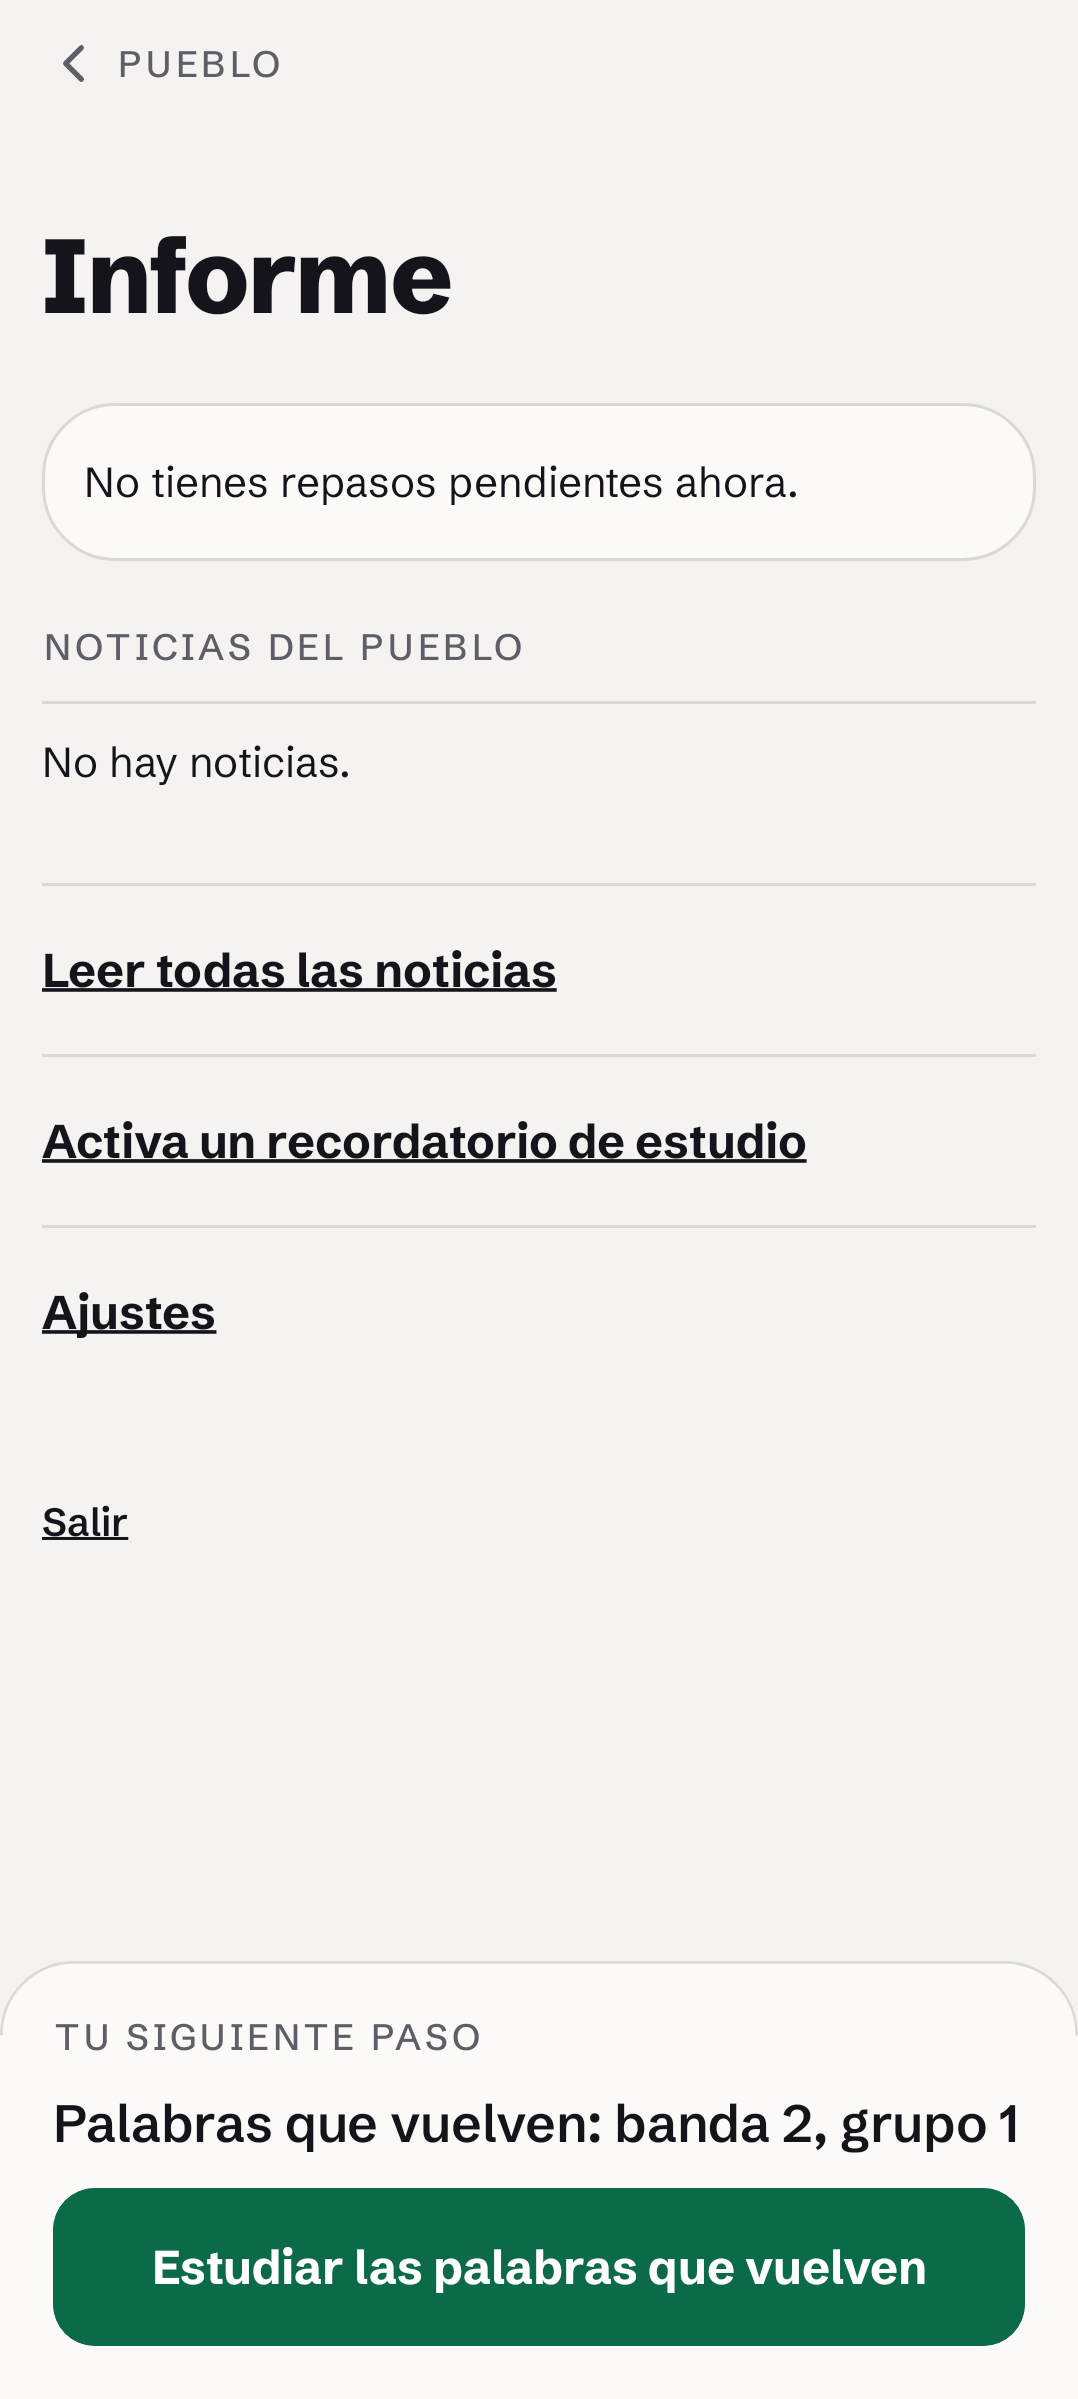 PUEBLO
Informe
No tienes repasos pendientes ahora.
NOTICIAS DEL PUEBLO
No hay noticias.
Leer todas las noticias
Activa un recordatorio de estudio
Ajustes
Salir
TU SIGUIENTE PASO
Palabras que vuelven: banda 2, grupo 1
Estudiar las palabras que vuelven